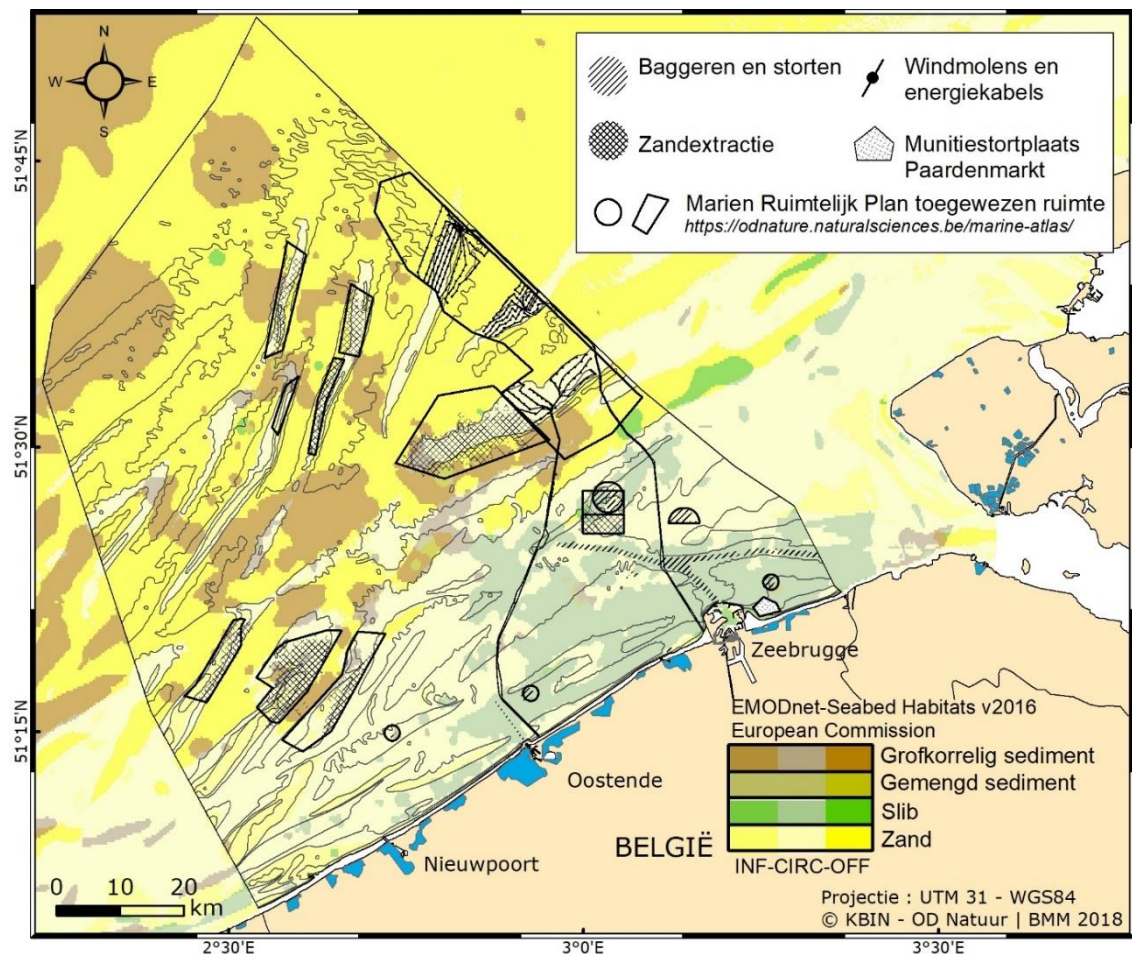 N
W E
S
Baggeren en storten
Windmolens en
energiekabels
Zandextractie
Munitiestortplaats
Paardenmarkt
Marien Ruimtelijk Plan toegewezen ruimte
https://odnature.naturalsciences.be/marine-atlas/
51°45'N
51°30'N
51°15'N
Zeebrugge
Oostende
Nieuwpoort
BELGIË
EMODnet-Seabed Habitats v2016
European Commission
Grofkorrelig sediment
Gemengd sediment
Slib
Zand
INF-CIRC-OFF
0 10 20
km
Projectie : UTM 31 - WGS84
© KBIN - OD Natuur | BMM 2018
2°30'E 3°0'E 3°30'E